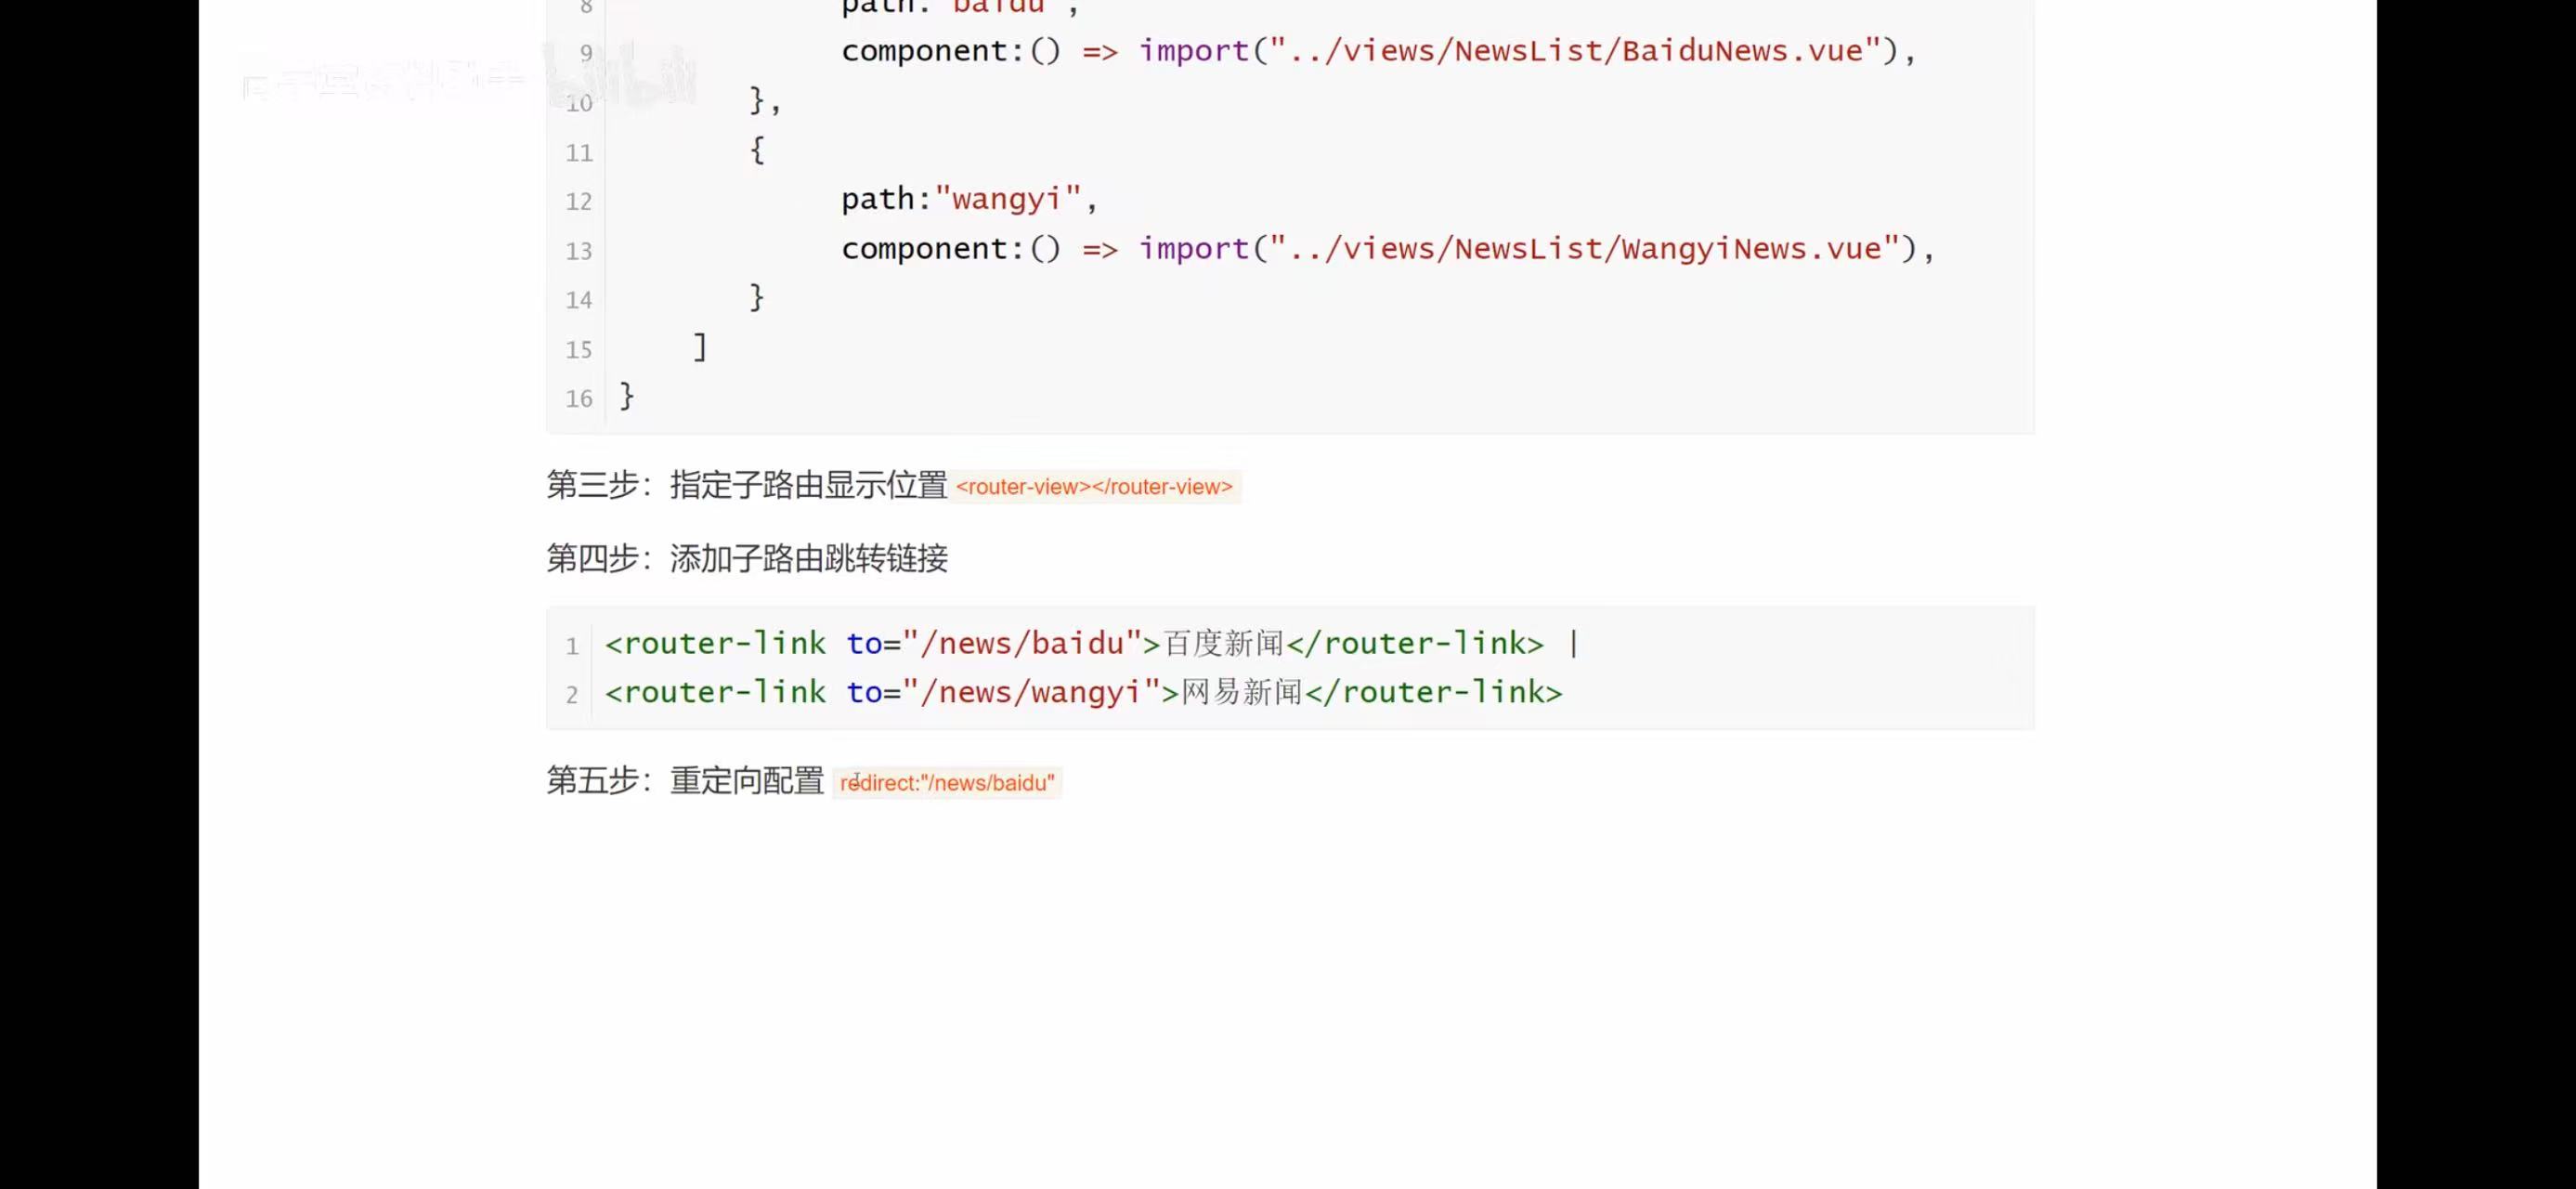 8 path:"baidu",
9 component:() => import("../views/NewsList/BaiduNews.vue"),
10 },
11 {
12 path:"wangyi",
13 component:() => import("../views/NewsList/WangyiNews.vue"),
14 }
15 ]
16 }
第三步：指定子路由显示位置 <router-view></router-view>
第四步：添加子路由跳转链接
1 <router-link to="/news/baidu">百度新闻</router-link> |
2 <router-link to="/news/wangyi">网易新闻</router-link>
第五步：重定向配置 redirect:"/news/baidu"